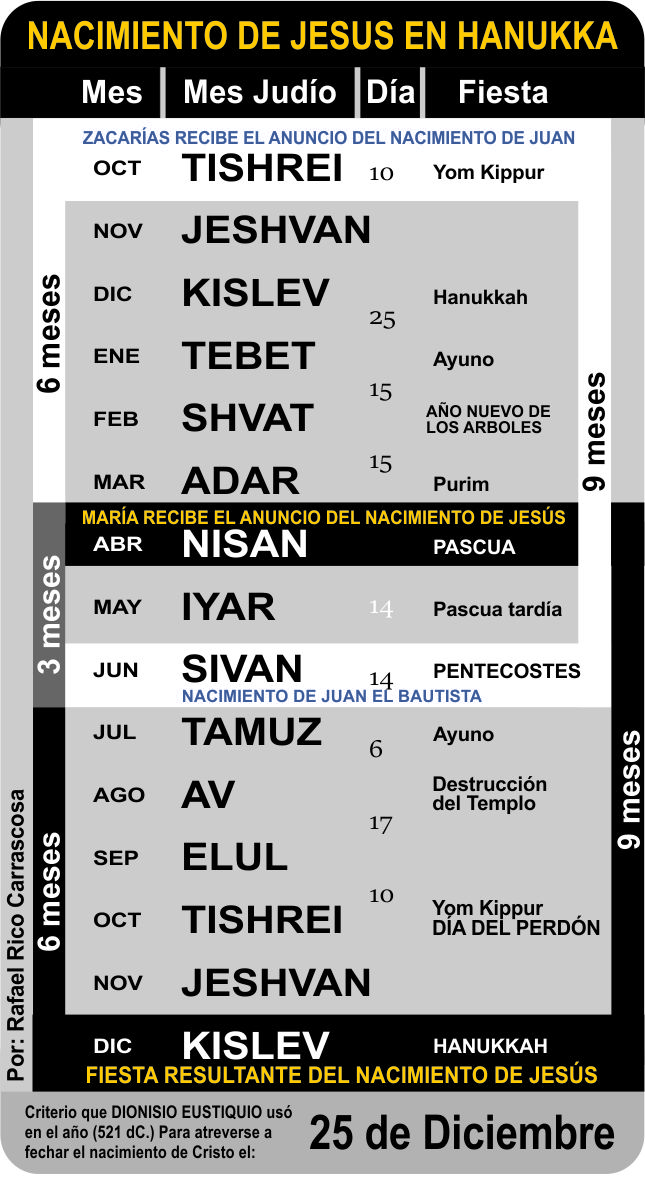 NACIMIENTO DE JESUS EN HANUKKA
Mes Mes Judío Día Fiesta
ZACARÍAS RECIBE EL ANUNCIO DEL NACIMIENTO DE JUAN
OCT TISHREI 10 Yom Kippur
NOV JESHVAN
DIC KISLEV Hanukkah
25
ENE TEBET Ayuno
15
FEB SHVAT AÑO NUEVO DE
LOS ARBOLES
15
MAR ADAR Purim
MARÍA RECIBE EL ANUNCIO DEL NACIMIENTO DE JESÚS
ABR NISAN PASCUA
MAY IYAR 14 Pascua tardía
JUN SIVAN 14 PENTECOSTES
NACIMIENTO DE JUAN EL BAUTISTA
JUL TAMUZ 6 Ayuno
AGO AV Destrucción
del Templo
17
SEP ELUL
10
OCT TISHREI Yom Kippur
DÍA DEL PERDÓN
NOV JESHVAN
DIC KISLEV HANUKKAH
FIESTA RESULTANTE DEL NACIMIENTO DE JESÚS
6 meses
3 meses
6 meses
9 meses
9 meses
Por: Rafael Rico Carrascosa
Criterio que DIONISIO EUSTIQUIO usó
en el año (521 dC.) Para atreverse a
fechar el nacimiento de Cristo el:
25 de Diciembre